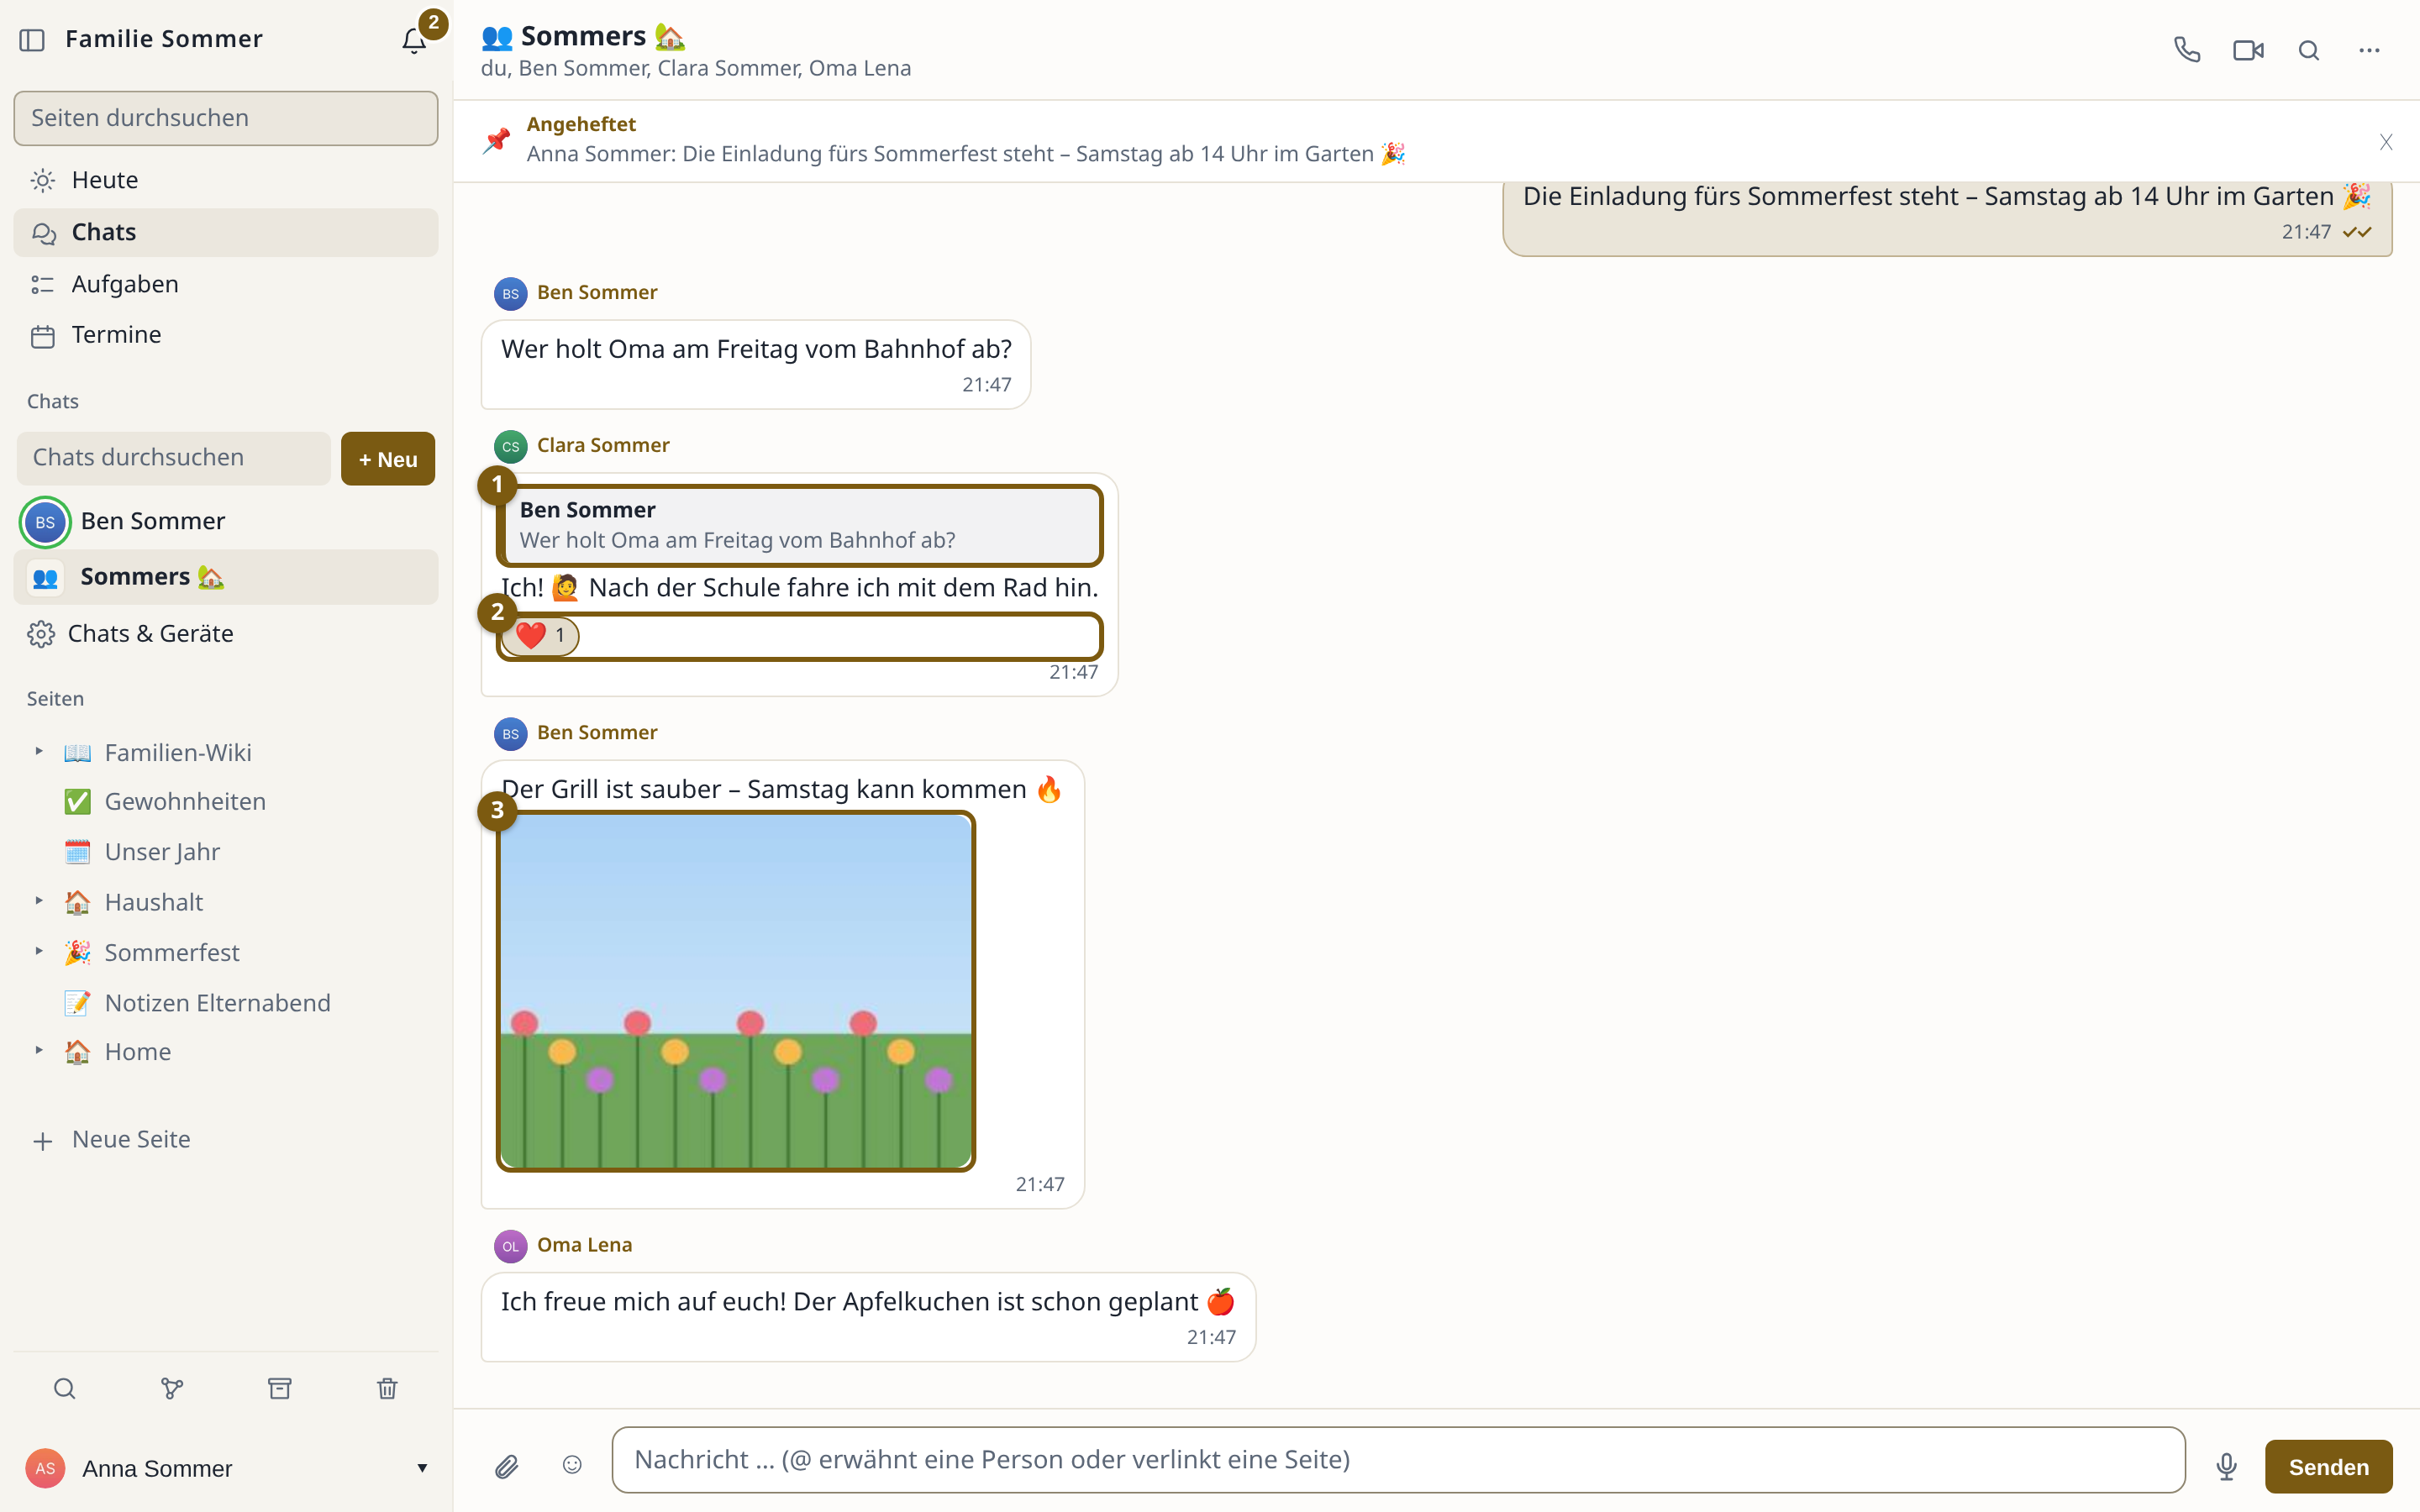 Familie Sommer
2
Seiten durchsuchen
Heute
Chats
Aufgaben
Termine
Chats
Chats durchsuchen
+ Neu
BS Ben Sommer
👥 Sommers 🏡
Chats & Geräte
Seiten
📖 Familien-Wiki
✅ Gewohnheiten
🗓️ Unser Jahr
🏠 Haushalt
🎉 Sommerfest
📝 Notizen Elternabend
🏠 Home
Neue Seite
AS Anna Sommer
👥 Sommers 🏡
du, Ben Sommer, Clara Sommer, Oma Lena
📌 Angeheftet
Anna Sommer: Die Einladung fürs Sommerfest steht – Samstag ab 14 Uhr im Garten 🎉
X
Die Einladung fürs Sommerfest steht – Samstag ab 14 Uhr im Garten 🎉
21:47
BS Ben Sommer
Wer holt Oma am Freitag vom Bahnhof ab?
21:47
CS Clara Sommer
1
Ben Sommer
Wer holt Oma am Freitag vom Bahnhof ab?
Ich! 🙋 Nach der Schule fahre ich mit dem Rad hin.
2
❤️ 1
21:47
BS Ben Sommer
Der Grill ist sauber – Samstag kann kommen 🔥
3
21:47
OL Oma Lena
Ich freue mich auf euch! Der Apfelkuchen ist schon geplant 🍎
21:47
Nachricht … (@ erwähnt eine Person oder verlinkt eine Seite)
Senden